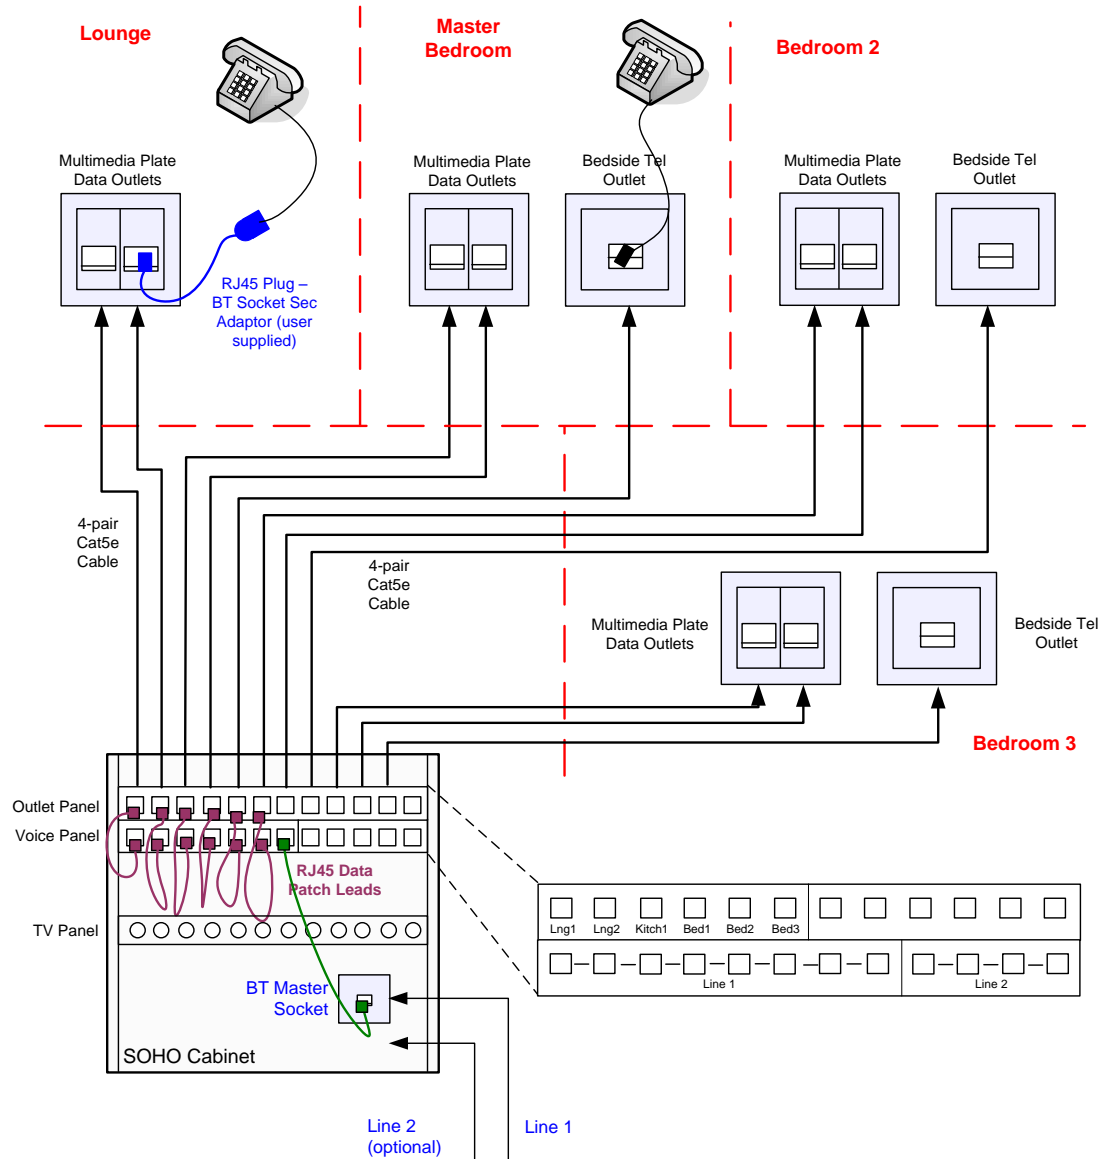 Lounge
Master
Bedroom
Bedroom 2
Multimedia Plate
Data Outlets
Multimedia Plate
Data Outlets
Bedside Tel
Outlet
Multimedia Plate
Data Outlets
Bedside Tel
Outlet
RJ45 Plug –
BT Socket Sec
Adaptor (user
supplied)
4-pair
Cat5e
Cable
4-pair
Cat5e
Cable
Multimedia Plate
Data Outlets
Bedside Tel
Outlet
Bedroom 3
Outlet Panel
Voice Panel
RJ45 Data
Patch Leads
TV Panel
BT Master
Socket
SOHO Cabinet
Lng1 Lng2 Kitch1 Bed1 Bed2 Bed3
Line 1 Line 2
Line 2
(optional)
Line 1